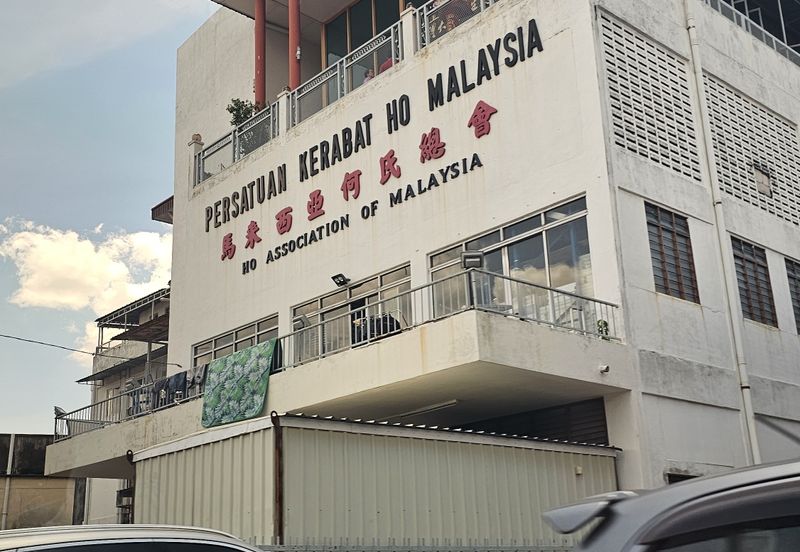 PERSATUAN KERABAT HO MALAYSIA
馬來西亞何氏總會
HO ASSOCIATION OF MALAYSIA